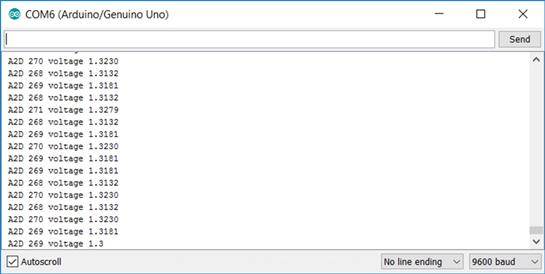 COM6 (Arduino/Genuino Uno)
Send
A2D 270 voltage 1.3230
A2D 268 voltage 1.3132
A2D 269 voltage 1.3181
A2D 268 voltage 1.3132
A2D 271 voltage 1.3279
A2D 268 voltage 1.3132
A2D 269 voltage 1.3181
A2D 270 voltage 1.3230
A2D 269 voltage 1.3181
A2D 269 voltage 1.3181
A2D 268 voltage 1.3132
A2D 270 voltage 1.3230
A2D 268 voltage 1.3132
A2D 270 voltage 1.3230
A2D 269 voltage 1.3181
A2D 269 voltage 1.3
Autoscroll No line ending 9600 baud